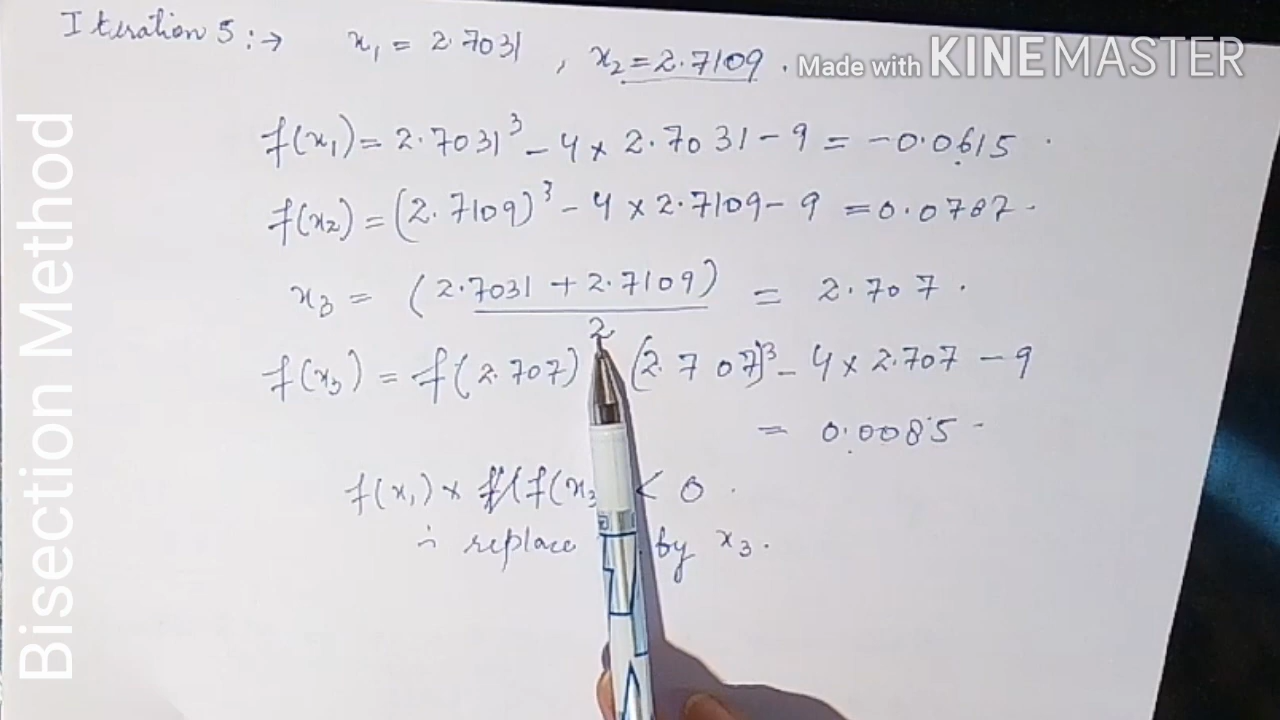 Iteration 5:→ x₁ = 2.7031 , x₂ = 2.7109 .
Made with KINEMASTER
f(x₁) = 2.7031³ - 4 × 2.7031 - 9 = -0.0615 .
f(x₂) = (2.7109)³ - 4 × 2.7109 - 9 = 0.0787 .
x₃ = (2.7031 + 2.7109) / 2 = 2.707 .
f(x₃) = f(2.707) (2.707)³ - 4 × 2.707 - 9
= 0.0085 -
f(x₁) × f(x₃ < 0 .
∴ replace by x₃ .
Bisection Method